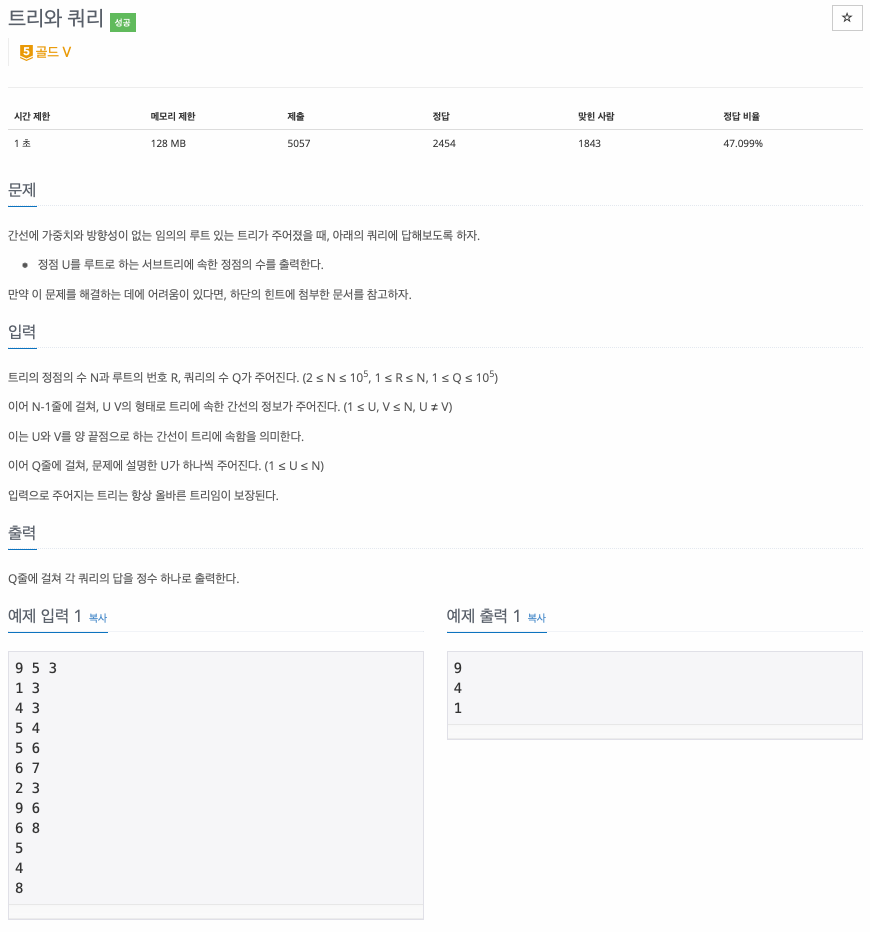 트리와 쿼리 성공
☆
5 골드 V
시간 제한 메모리 제한 제출 정답 맞힌 사람 정답 비율
1 초 128 MB 5057 2454 1843 47.099%
문제
간선에 가중치와 방향성이 없는 임의의 루트 있는 트리가 주어졌을 때, 아래의 쿼리에 답해보도록 하자.
• 정점 U를 루트로 하는 서브트리에 속한 정점의 수를 출력한다.
만약 이 문제를 해결하는 데에 어려움이 있다면, 하단의 힌트에 첨부한 문서를 참고하자.
입력
트리의 정점의 수 N과 루트의 번호 R, 쿼리의 수 Q가 주어진다. (2 ≤ N ≤ 10⁵, 1 ≤ R ≤ N, 1 ≤ Q ≤ 10⁵)
이어 N-1줄에 걸쳐, U V의 형태로 트리에 속한 간선의 정보가 주어진다. (1 ≤ U, V ≤ N, U ≠ V)
이는 U와 V를 양 끝점으로 하는 간선이 트리에 속함을 의미한다.
이어 Q줄에 걸쳐, 문제에 설명한 U가 하나씩 주어진다. (1 ≤ U ≤ N)
입력으로 주어지는 트리는 항상 올바른 트리임이 보장된다.
출력
Q줄에 걸쳐 각 쿼리의 답을 정수 하나로 출력한다.
예제 입력 1 복사
9 5 3
1 3
4 3
5 4
5 6
6 7
2 3
9 6
6 8
5
4
8
예제 출력 1 복사
9
4
1